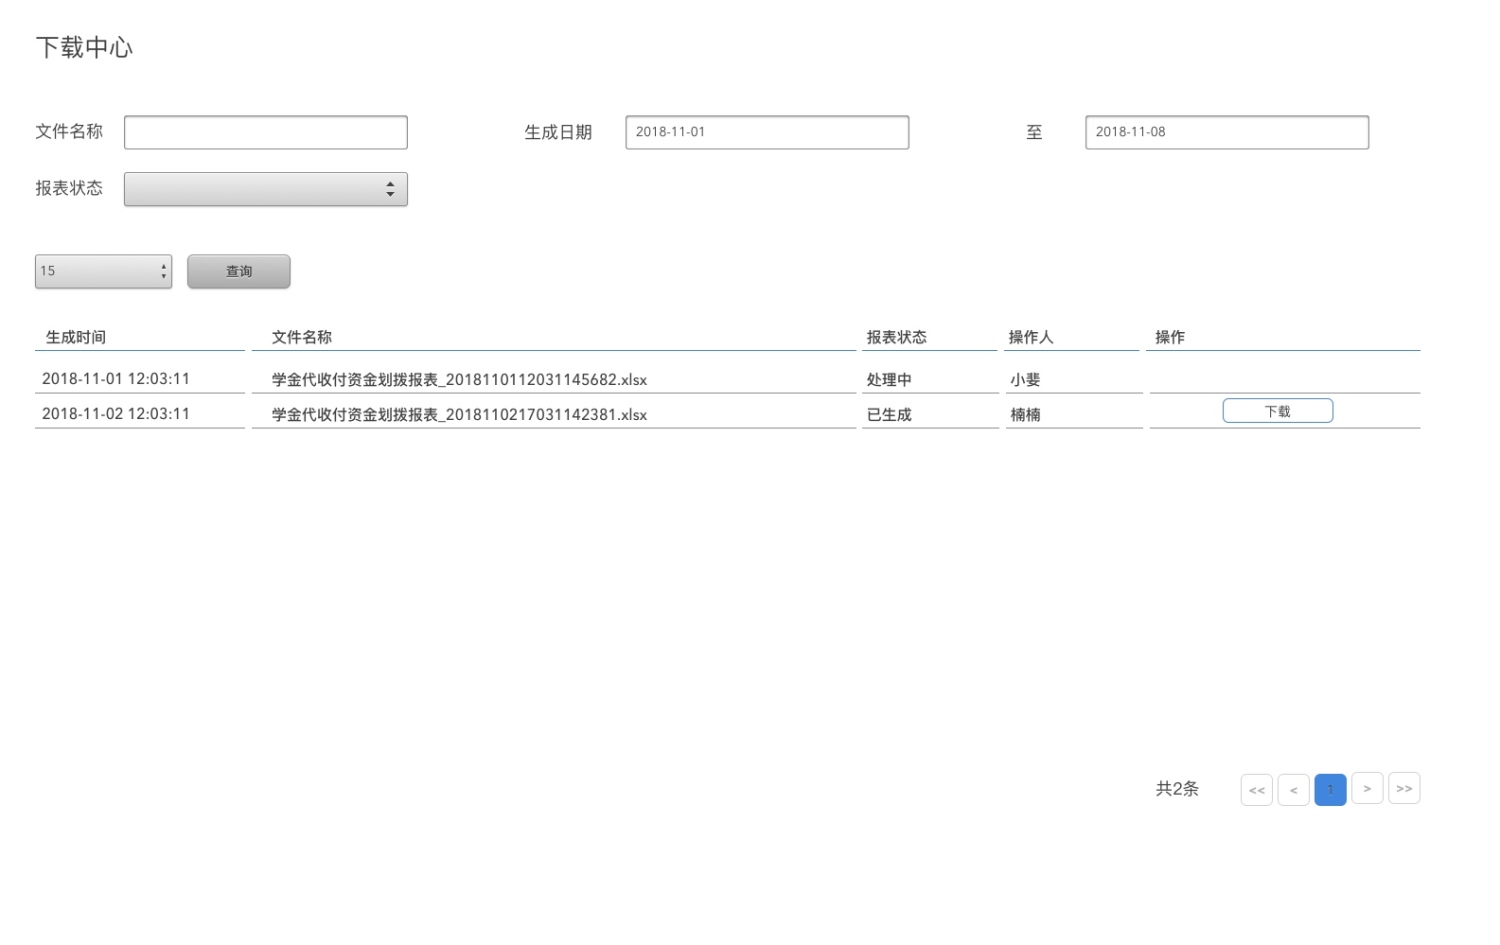 下载中心
文件名称 生成日期 2018-11-01 至 2018-11-08
报表状态
15 查询
生成时间 文件名称 报表状态 操作人 操作
2018-11-01 12:03:11 学金代收付资金划拨报表_2018110112031145682.xlsx 处理中 小斐
2018-11-02 12:03:11 学金代收付资金划拨报表_2018110217031142381.xlsx 已生成 楠楠 下载
共2条 << < 1 > >>